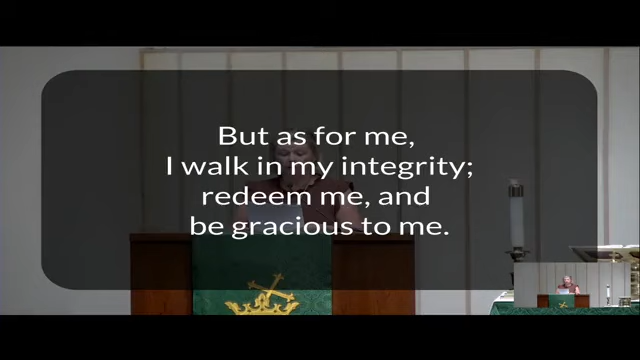 But as for me,
I walk in my integrity;
redeem me, and
be gracious to me.